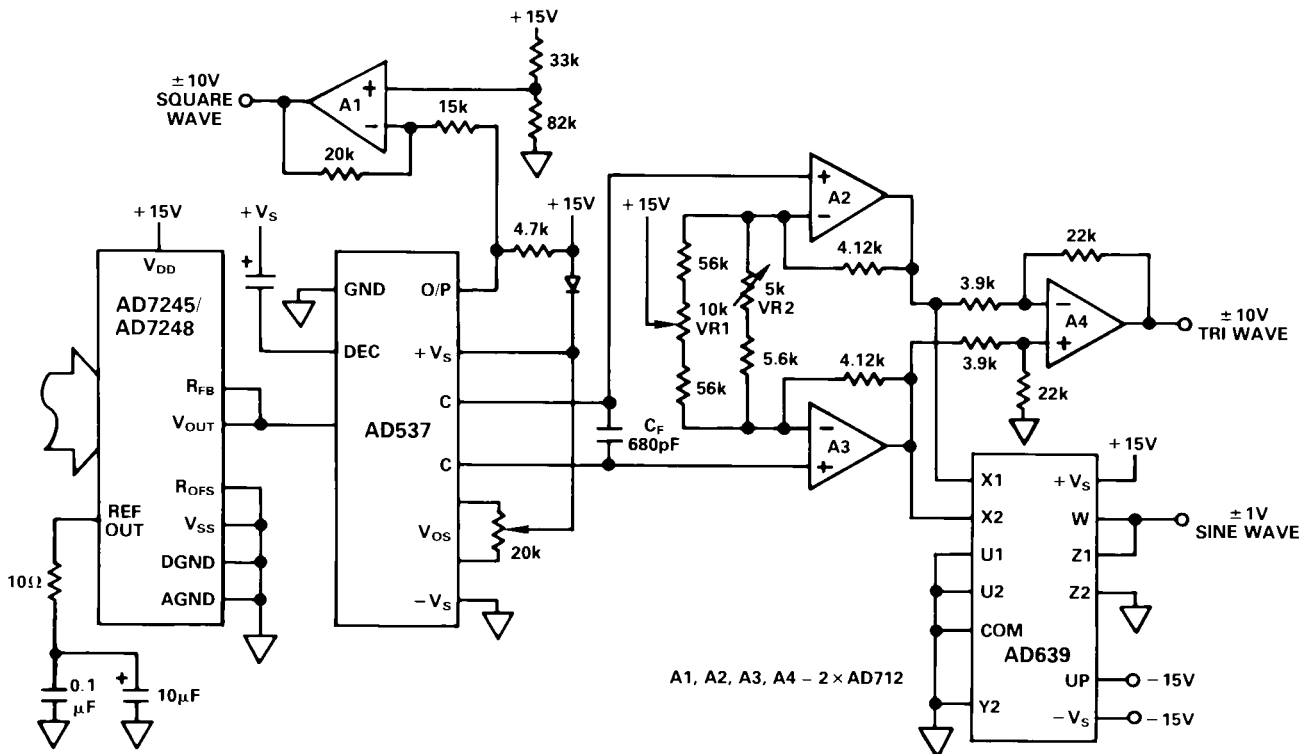 +15V
33k
±10V
SQUARE
WAVE
A1
+
−
15k
82k
20k
+15V
+VS
+
4.7k
+15V
+15V
VDD
AD7245/
AD7248
RFB
VOUT
ROFS
VSS
DGND
AGND
REF
OUT
10Ω
0.1
μF
+
10μF
GND
O/P
DEC
+VS
C
AD537
C
VOS
20k
−VS
CF
680pF
56k
10k
VR1
56k
5k
VR2
5.6k
+
A2
−
4.12k
4.12k
−
A3
+
22k
3.9k
−
A4
+
3.9k
22k
±10V
TRI WAVE
+15V
X1
+VS
X2
W
±1V
SINE WAVE
U1
Z1
U2
Z2
COM
AD639
UP
−15V
Y2
−VS
−15V
A1, A2, A3, A4 – 2 × AD712